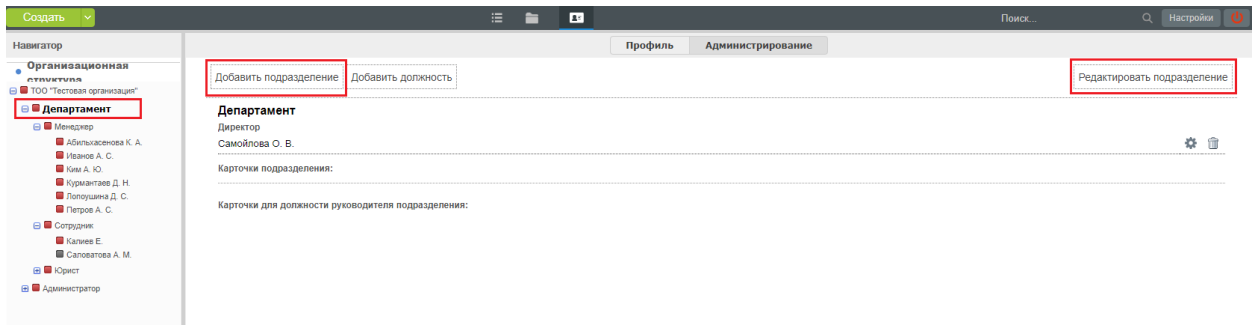 Создать
Поиск...
Настройки
Навигатор
Профиль
Администрирование
Организационная
структура
ТОО "Тестовая организация"
Департамент
Менеджер
Абильхасенова К. А.
Иванов А. С.
Ким А. Ю.
Курмантаев Д. Н.
Лопоушина Д. С.
Петров А. С.
Сотрудник
Калиев Е.
Саповатова А. М.
Юрист
Администратор
Добавить подразделение
Добавить должность
Редактировать подразделение
Департамент
Директор
Самойлова О. В.
Карточки подразделения:
Карточки для должности руководителя подразделения: